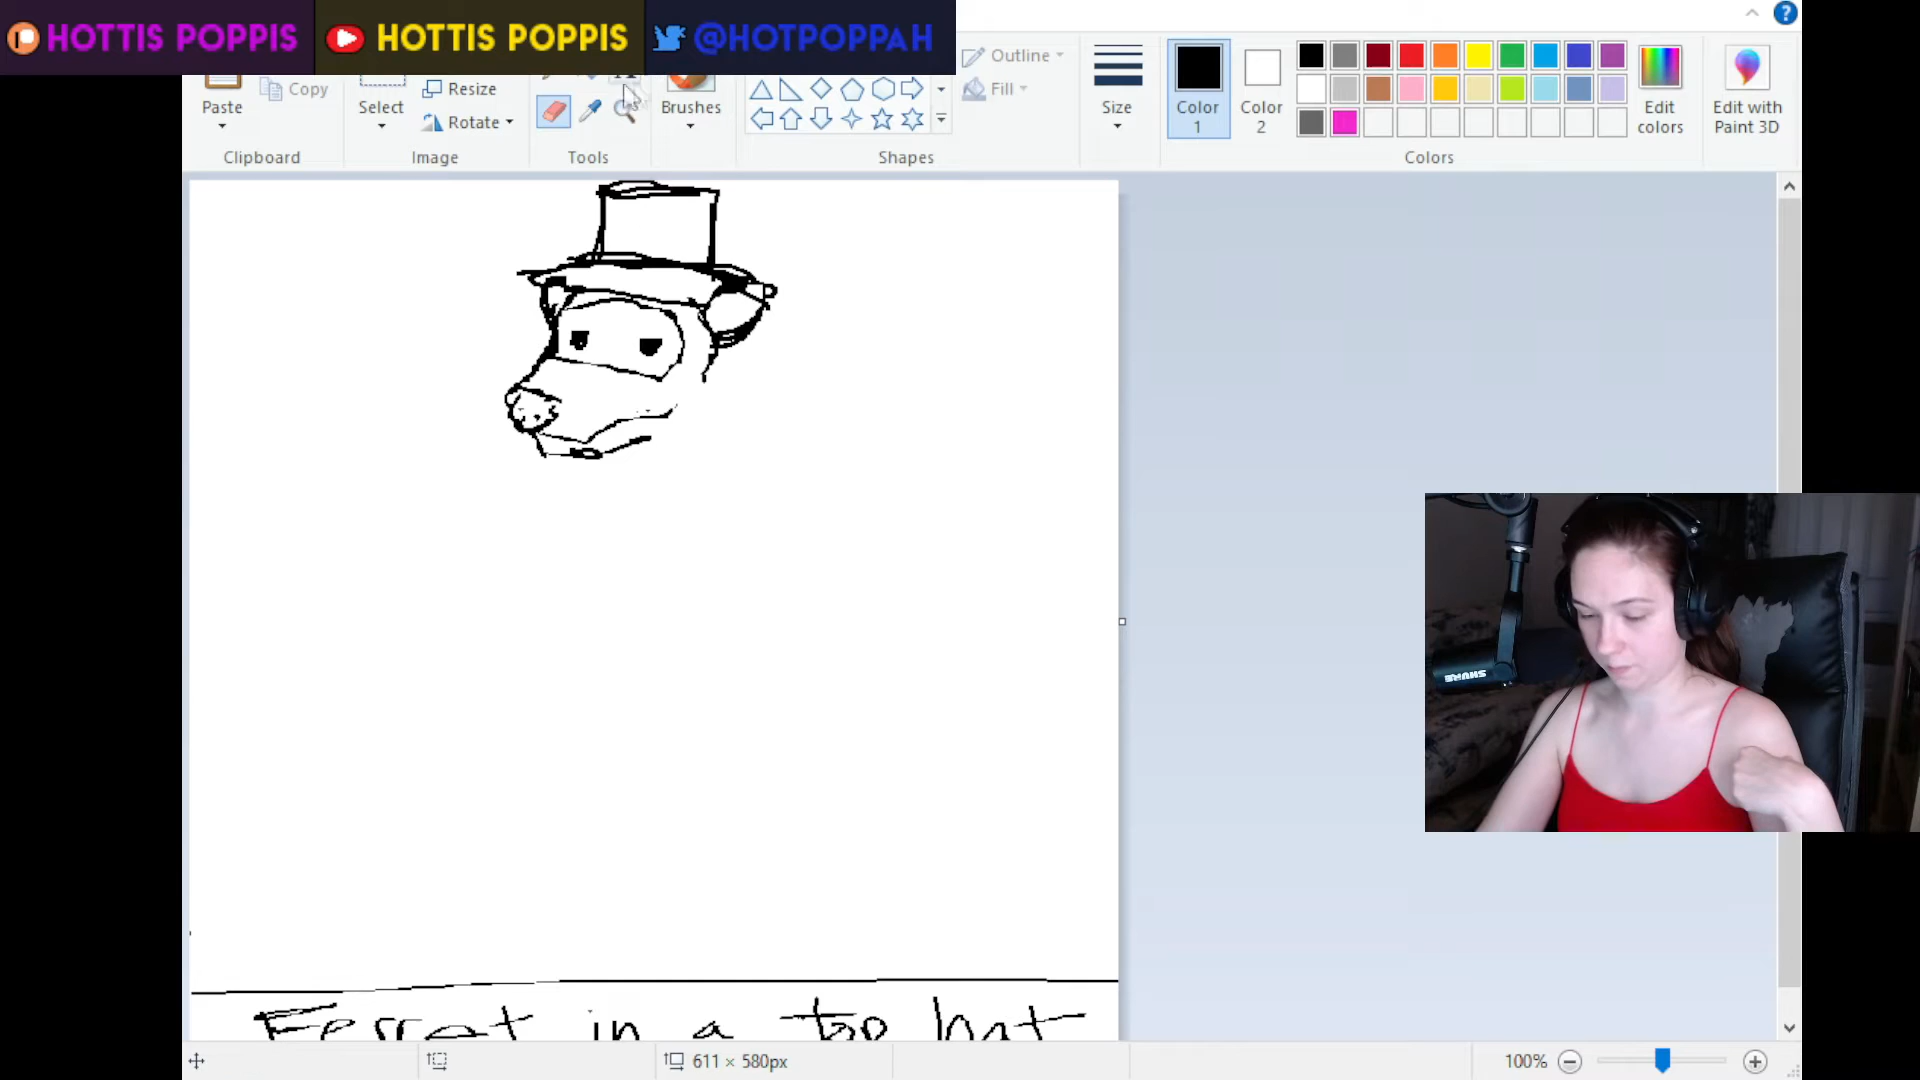 HOTTIS POPPIS
HOTTIS POPPIS
@HOTPOPPAH
Paste
Copy
Clipboard
Select
Resize
Rotate
Image
Tools
Brushes
Shapes
Outline
Fill
Size
Color 1
Color 2
Edit colors
Edit with Paint 3D
Colors
SHURE
Ferret in a top hat
611 × 580px
100%